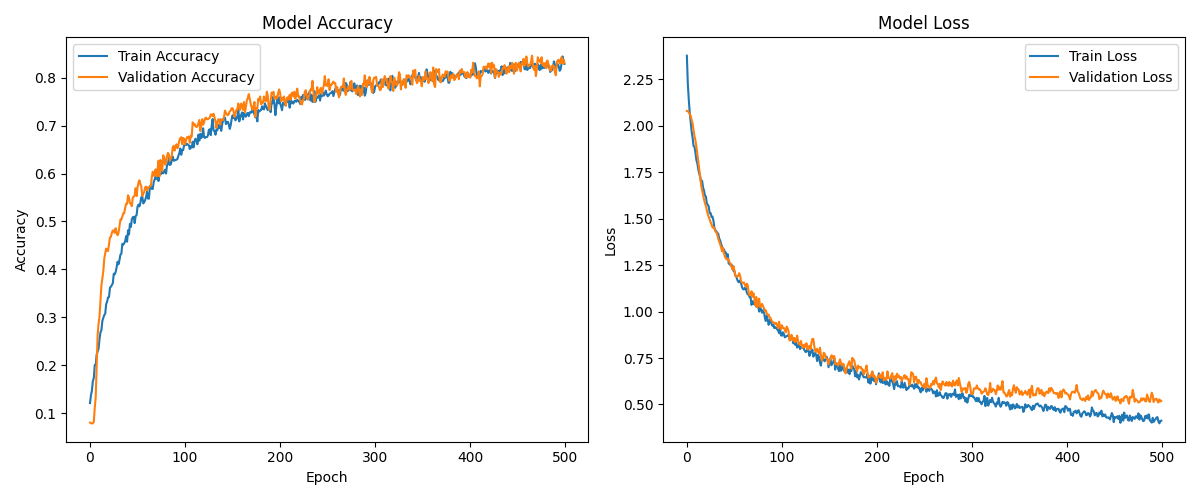 Model Accuracy
Train Accuracy
Validation Accuracy
0.8
0.7
0.6
0.5
0.4
0.3
0.2
0.1
Accuracy
0 100 200 300 400 500
Epoch
Model Loss
Train Loss
Validation Loss
2.25
2.00
1.75
1.50
1.25
1.00
0.75
0.50
Loss
0 100 200 300 400 500
Epoch